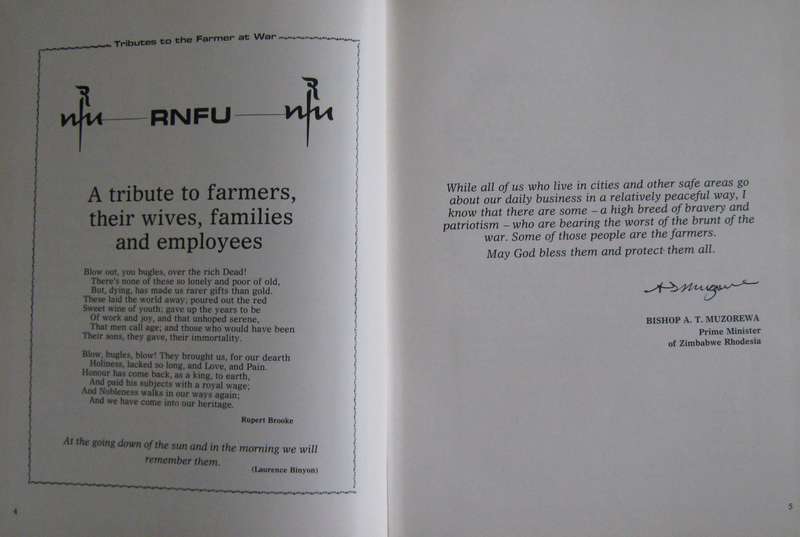 Tributes to the Farmer at War
nfu RNFU nfu
A tribute to farmers,
their wives, families
and employees
Blow out, you bugles, over the rich Dead!
There's none of these so lonely and poor of old,
But, dying, has made us rarer gifts than gold.
These laid the world away; poured out the red
Sweet wine of youth; gave up the years to be
Of work and joy, and that unhoped serene,
That men call age; and those who would have been
Their sons, they gave, their immortality.
Blow, bugles, blow! They brought us, for our dearth
Holiness, lacked so long, and Love, and Pain.
Honour has come back, as a king, to earth,
And paid his subjects with a royal wage;
And Nobleness walks in our ways again;
And we have come into our heritage.
Rupert Brooke
At the going down of the sun and in the morning we will
remember them.
(Laurence Binyon)
4
While all of us who live in cities and other safe areas go
about our daily business in a relatively peaceful way, I
know that there are some – a high breed of bravery and
patriotism – who are bearing the worst of the brunt of the
war. Some of those people are the farmers.
May God bless them and protect them all.
BISHOP A. T. MUZOREWA
Prime Minister
of Zimbabwe Rhodesia
5